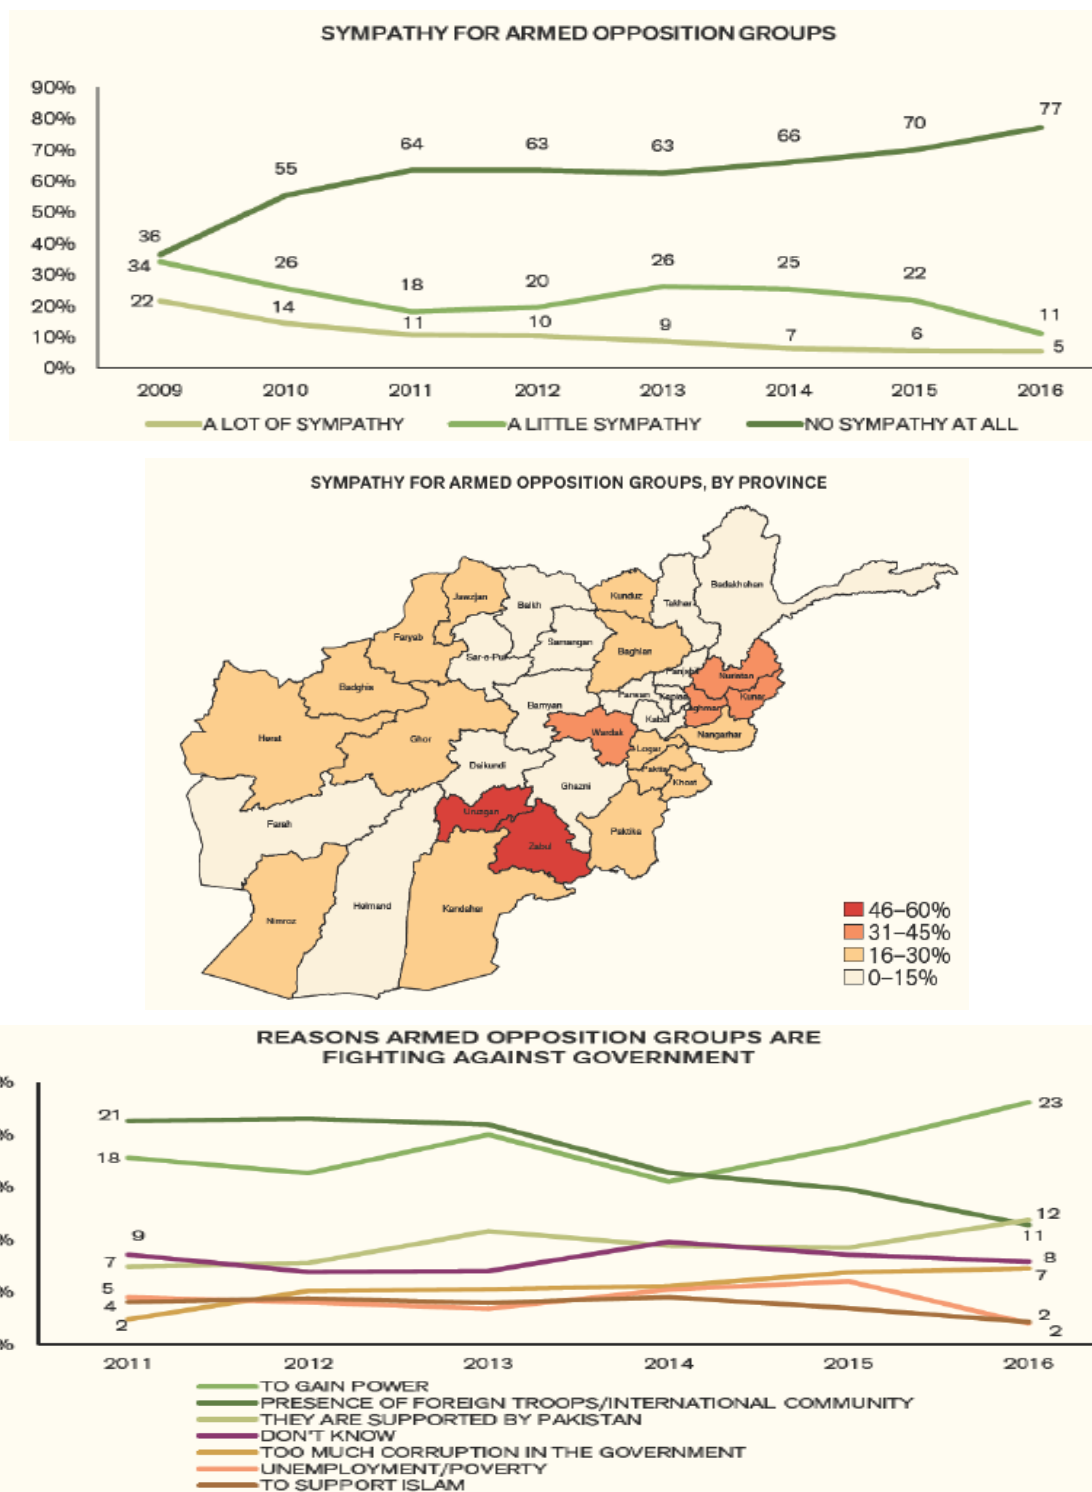 SYMPATHY FOR ARMED OPPOSITION GROUPS
90%
80%
70%
60%
50%
40%
30%
20%
10%
0%
36 55 64 63 63 66 70 77
34 26 18 20 26 25 22 11
22 14 11 10 9 7 6 5
2009 2010 2011 2012 2013 2014 2015 2016
A LOT OF SYMPATHY A LITTLE SYMPATHY NO SYMPATHY AT ALL
SYMPATHY FOR ARMED OPPOSITION GROUPS, BY PROVINCE
Badakhshan
Jawzjan
Balkh
Kunduz
Takhar
Faryab
Samangan
Sar-e-Pul
Baghlan
Panjshir
Nuristan
Badghis
Bamyan
Parwan
Kapisa
Kunar
Laghman
Kabul
Herat
Ghor
Wardak
Nangarhar
Logar
Daikundi
Paktia
Khost
Ghazni
Farah
Uruzgan
Zabul
Paktika
Nimroz
Helmand
Kandahar
46–60%
31–45%
16–30%
0–15%
REASONS ARMED OPPOSITION GROUPS ARE
FIGHTING AGAINST GOVERNMENT
%
%
%
%
%
%
21
18
9
7
5
4
2
23
12
11
8
7
2
2
2011 2012 2013 2014 2015 2016
TO GAIN POWER
PRESENCE OF FOREIGN TROOPS/INTERNATIONAL COMMUNITY
THEY ARE SUPPORTED BY PAKISTAN
DON'T KNOW
TOO MUCH CORRUPTION IN THE GOVERNMENT
UNEMPLOYMENT/POVERTY
TO SUPPORT ISLAM